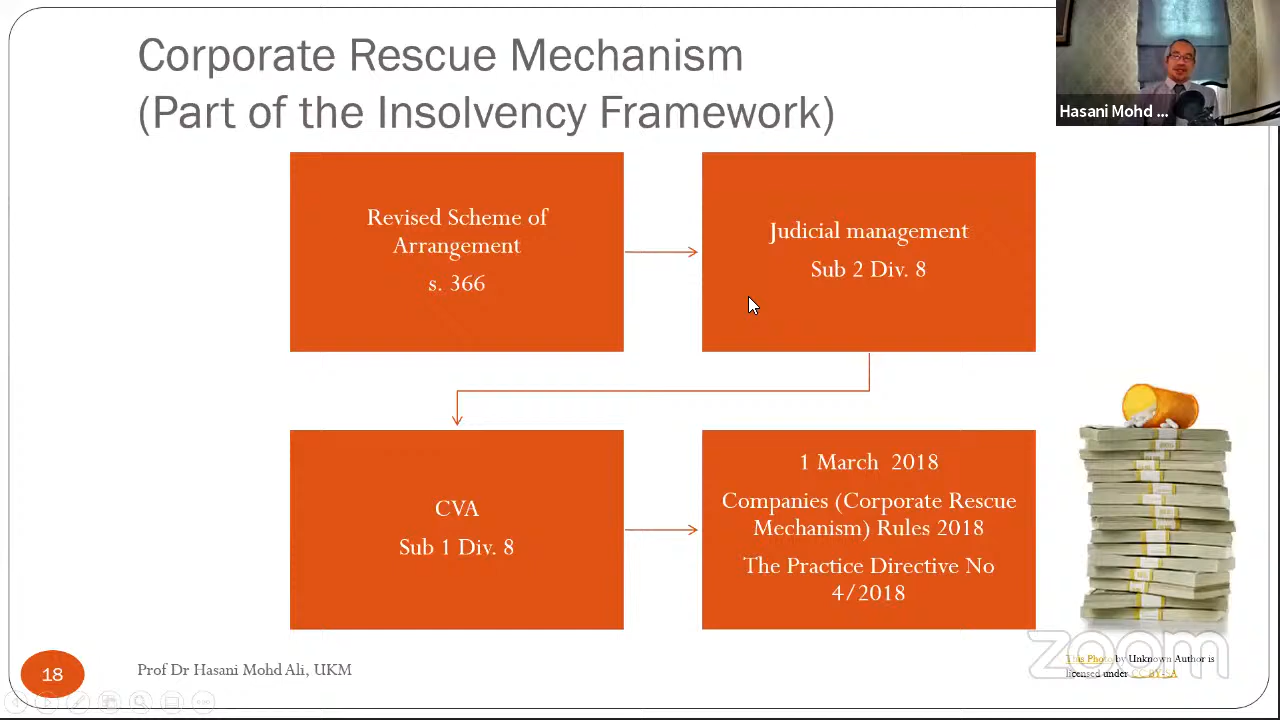 Corporate Rescue Mechanism
(Part of the Insolvency Framework)
Hasani Mohd ...
Revised Scheme of
Arrangement
s. 366
Judicial management
Sub 2 Div. 8
CVA
Sub 1 Div. 8
1 March 2018
Companies (Corporate Rescue
Mechanism) Rules 2018
The Practice Directive No
4/2018
18
Prof Dr Hasani Mohd Ali, UKM
zoom
This Photo by Unknown Author is
licensed under CC BY-SA